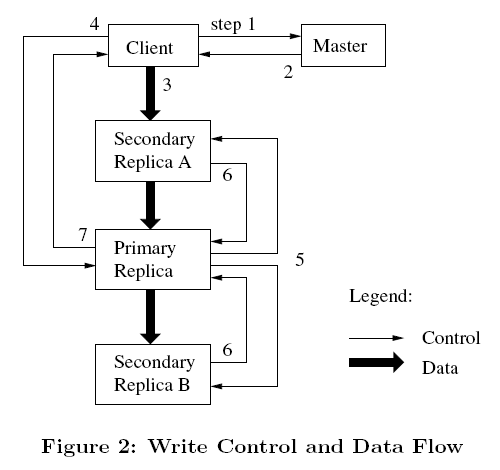 4
step 1
Client
Master
2
3
Secondary
Replica A
6
7
Primary
Replica
5
Legend:
Control
Data
6
Secondary
Replica B
Figure 2: Write Control and Data Flow